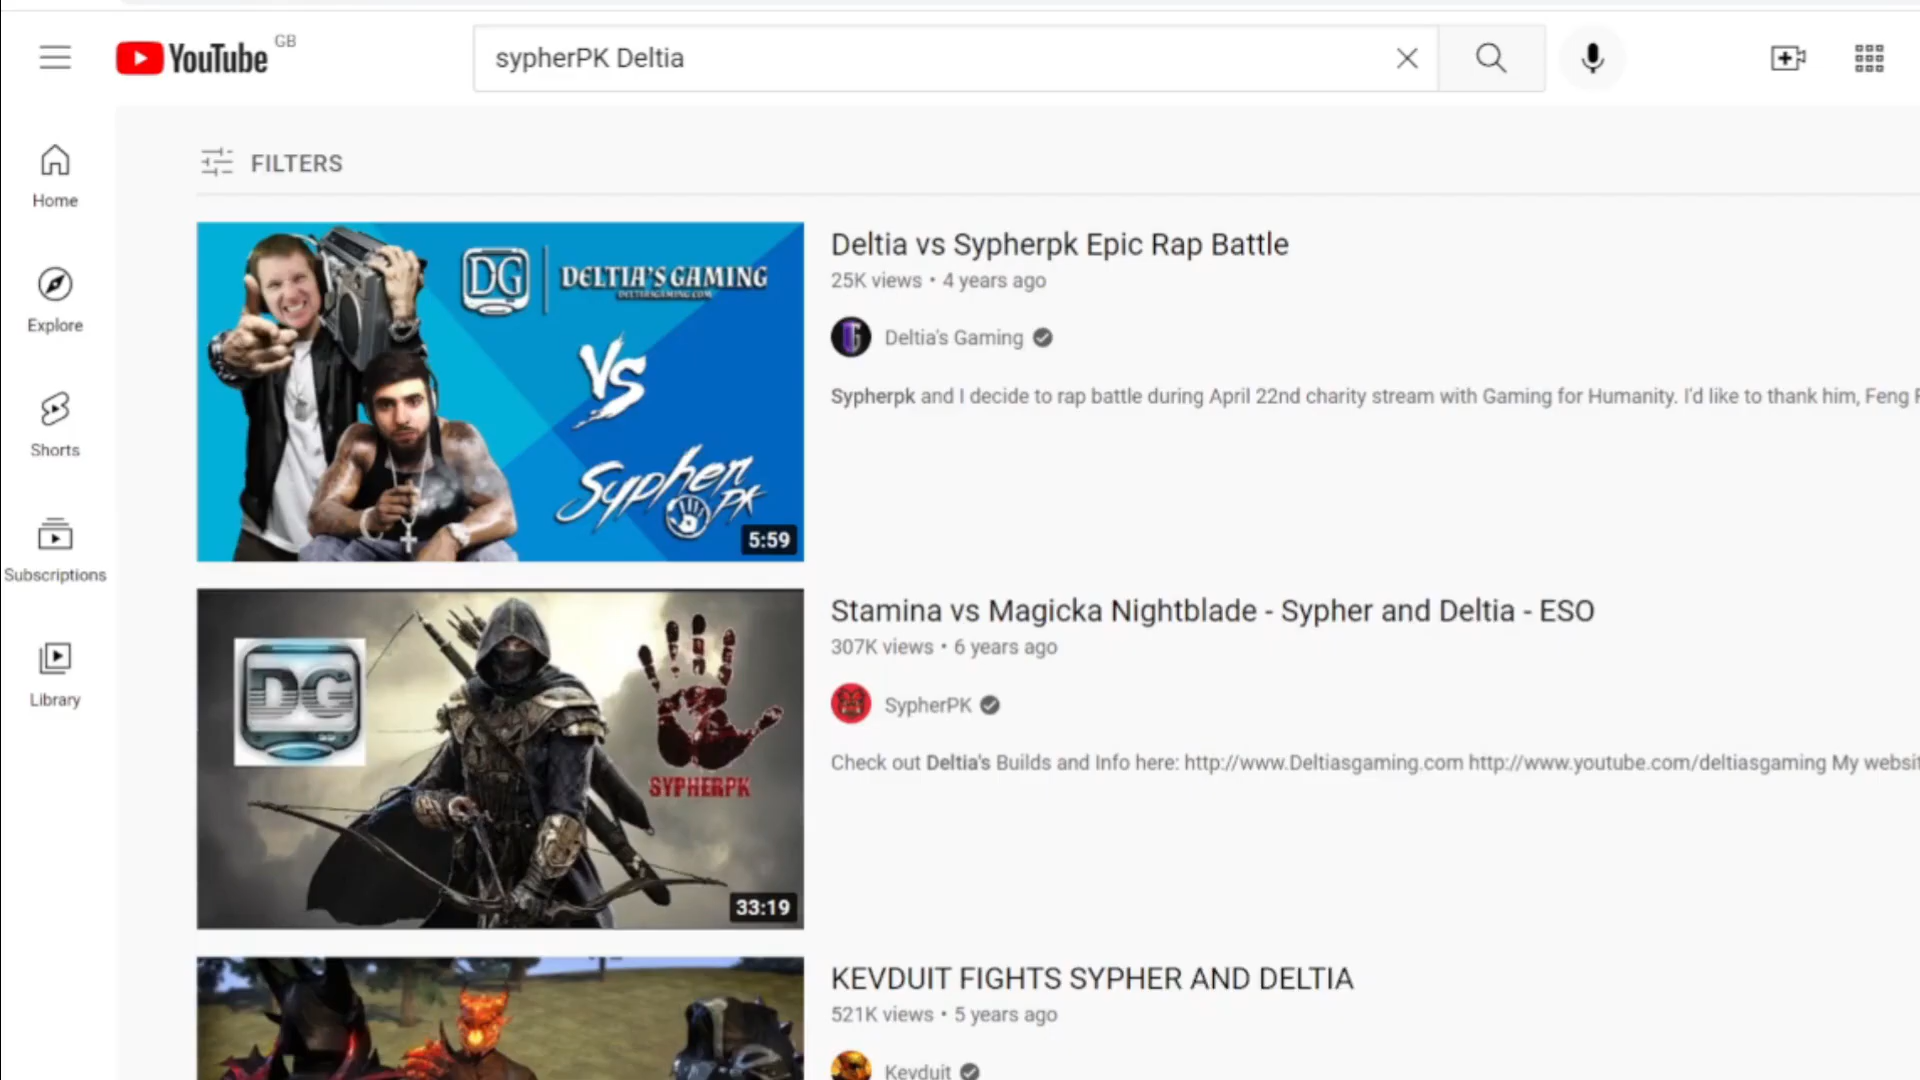 YouTube GB
sypherPK Deltia
FILTERS
Home
Explore
Shorts
Subscriptions
Library
DG DELTIA'S GAMING
DELTIASGAMING.COM
VS
Sypher PK
5:59
Deltia vs Sypherpk Epic Rap Battle
25K views • 4 years ago
Deltia's Gaming
Sypherpk and I decide to rap battle during April 22nd charity stream with Gaming for Humanity. I'd like to thank him, Feng
DG
SYPHERPK
33:19
Stamina vs Magicka Nightblade - Sypher and Deltia - ESO
307K views • 6 years ago
SypherPK
Check out Deltia's Builds and Info here: http://www.Deltiasgaming.com http://www.youtube.com/deltiasgaming My websit
KEVDUIT FIGHTS SYPHER AND DELTIA
521K views • 5 years ago
Kevduit